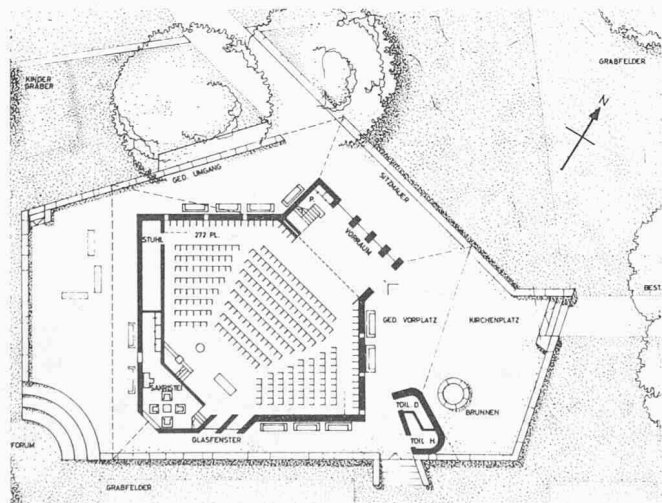 GRABFELDER
KINDER
GRÄBER
N
GED. UMGANG
SITZMAUER
P.
STUHL
272 PL.
VORRAUM
BEST.
GED. VORPLATZ
KIRCHENPLATZ
SAKRISTEI
TOIL. D.
BRUNNEN
TOIL. H.
FORUM
GLASFENSTER
GRABFELDER